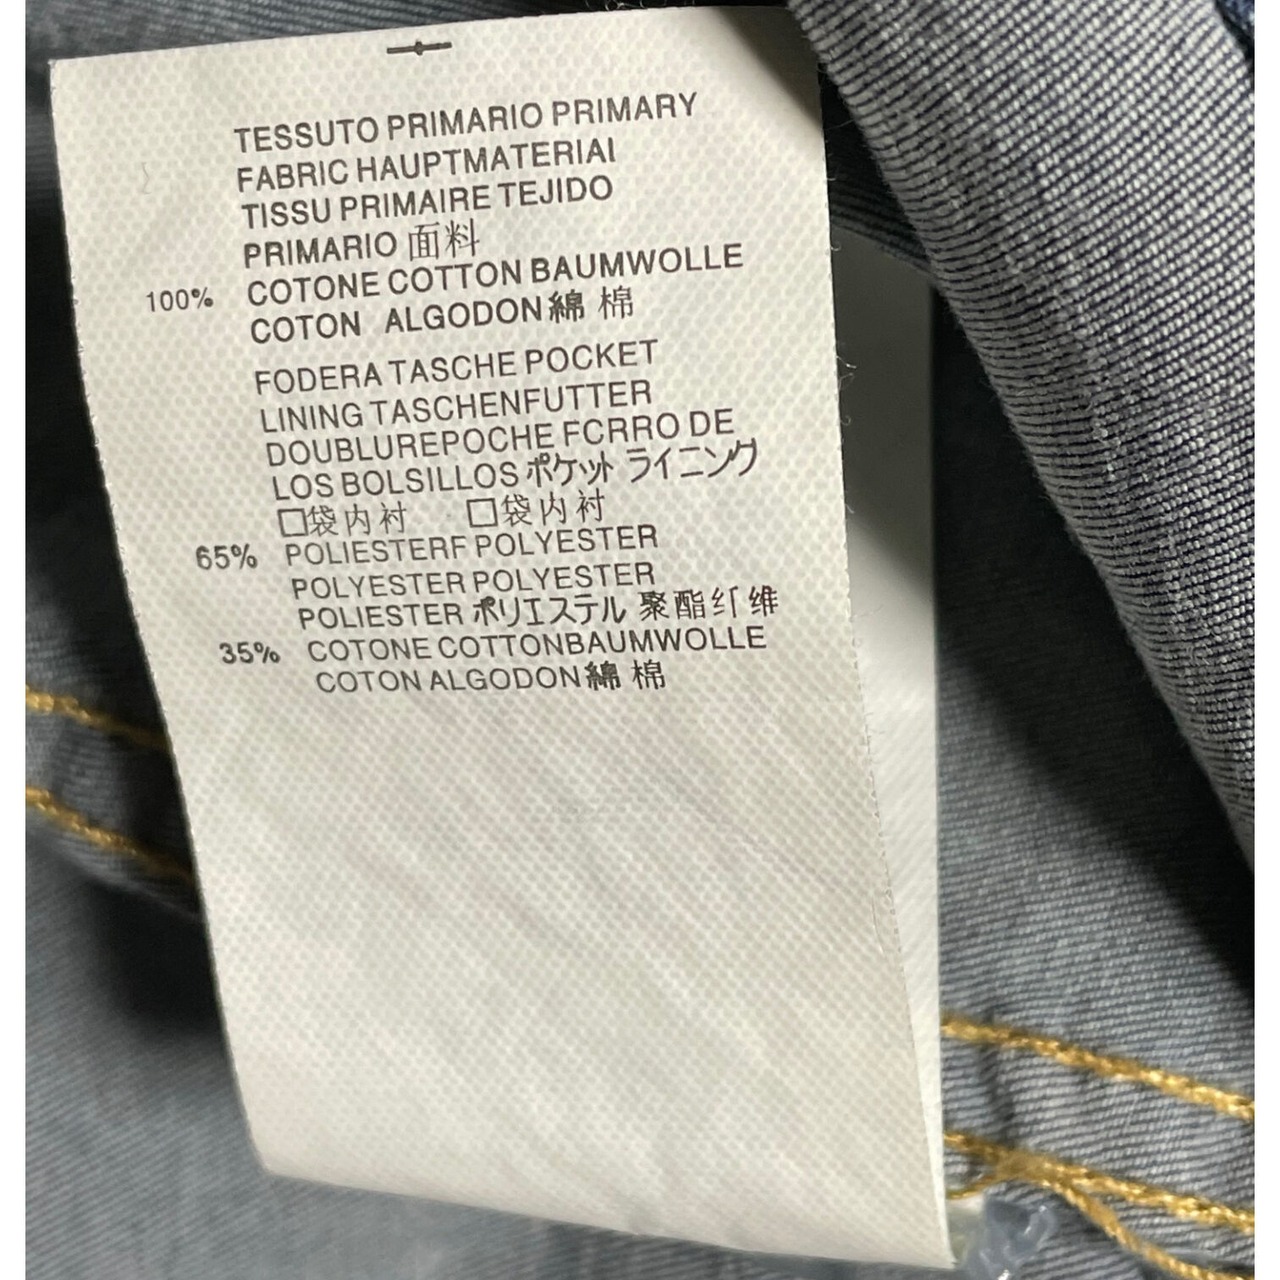 TESSUTO PRIMARIO PRIMARY
FABRIC HAUPTMATERIAI
TISSU PRIMAIRE TEJIDO
PRIMARIO 面料
100% COTONE COTTON BAUMWOLLE
COTON ALGODON 綿 棉
FODERA TASCHE POCKET
LINING TASCHENFUTTER
DOUBLUREPOCHE FCRRO DE
LOS BOLSILLOS ポケット ライニング
口袋内衬 口袋内衬
65% POLIESTERF POLYESTER
POLYESTER POLYESTER
POLIESTER ポリエステル 聚酯纤维
35% COTONE COTTONBAUMWOLLE
COTON ALGODON 綿 棉